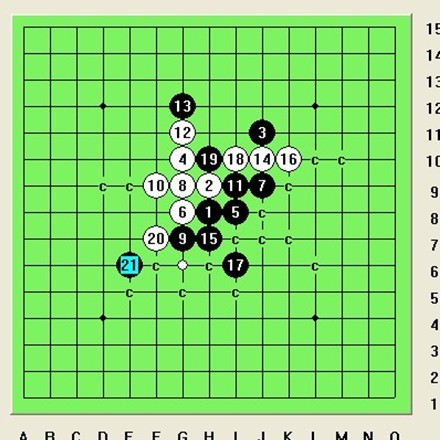 15
14
13
13 12
12 3 11
4 19 18 14 16 c c 10
c c 10 8 2 11 7 c 9
6 1 5 c 8
20 9 15 c c c 7
21 c c 17 c 6
c c c 5
4
3
2
1
A B C D E F G H I J K L M N O